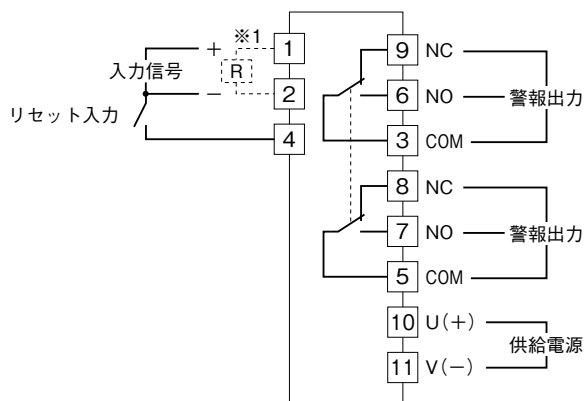 ※1
+ 1
入力信号 R
− 2
リセット入力
4
9 NC
6 NO 警報出力
3 COM
8 NC
7 NO 警報出力
5 COM
10 U(+)
供給電源
11 V(−)